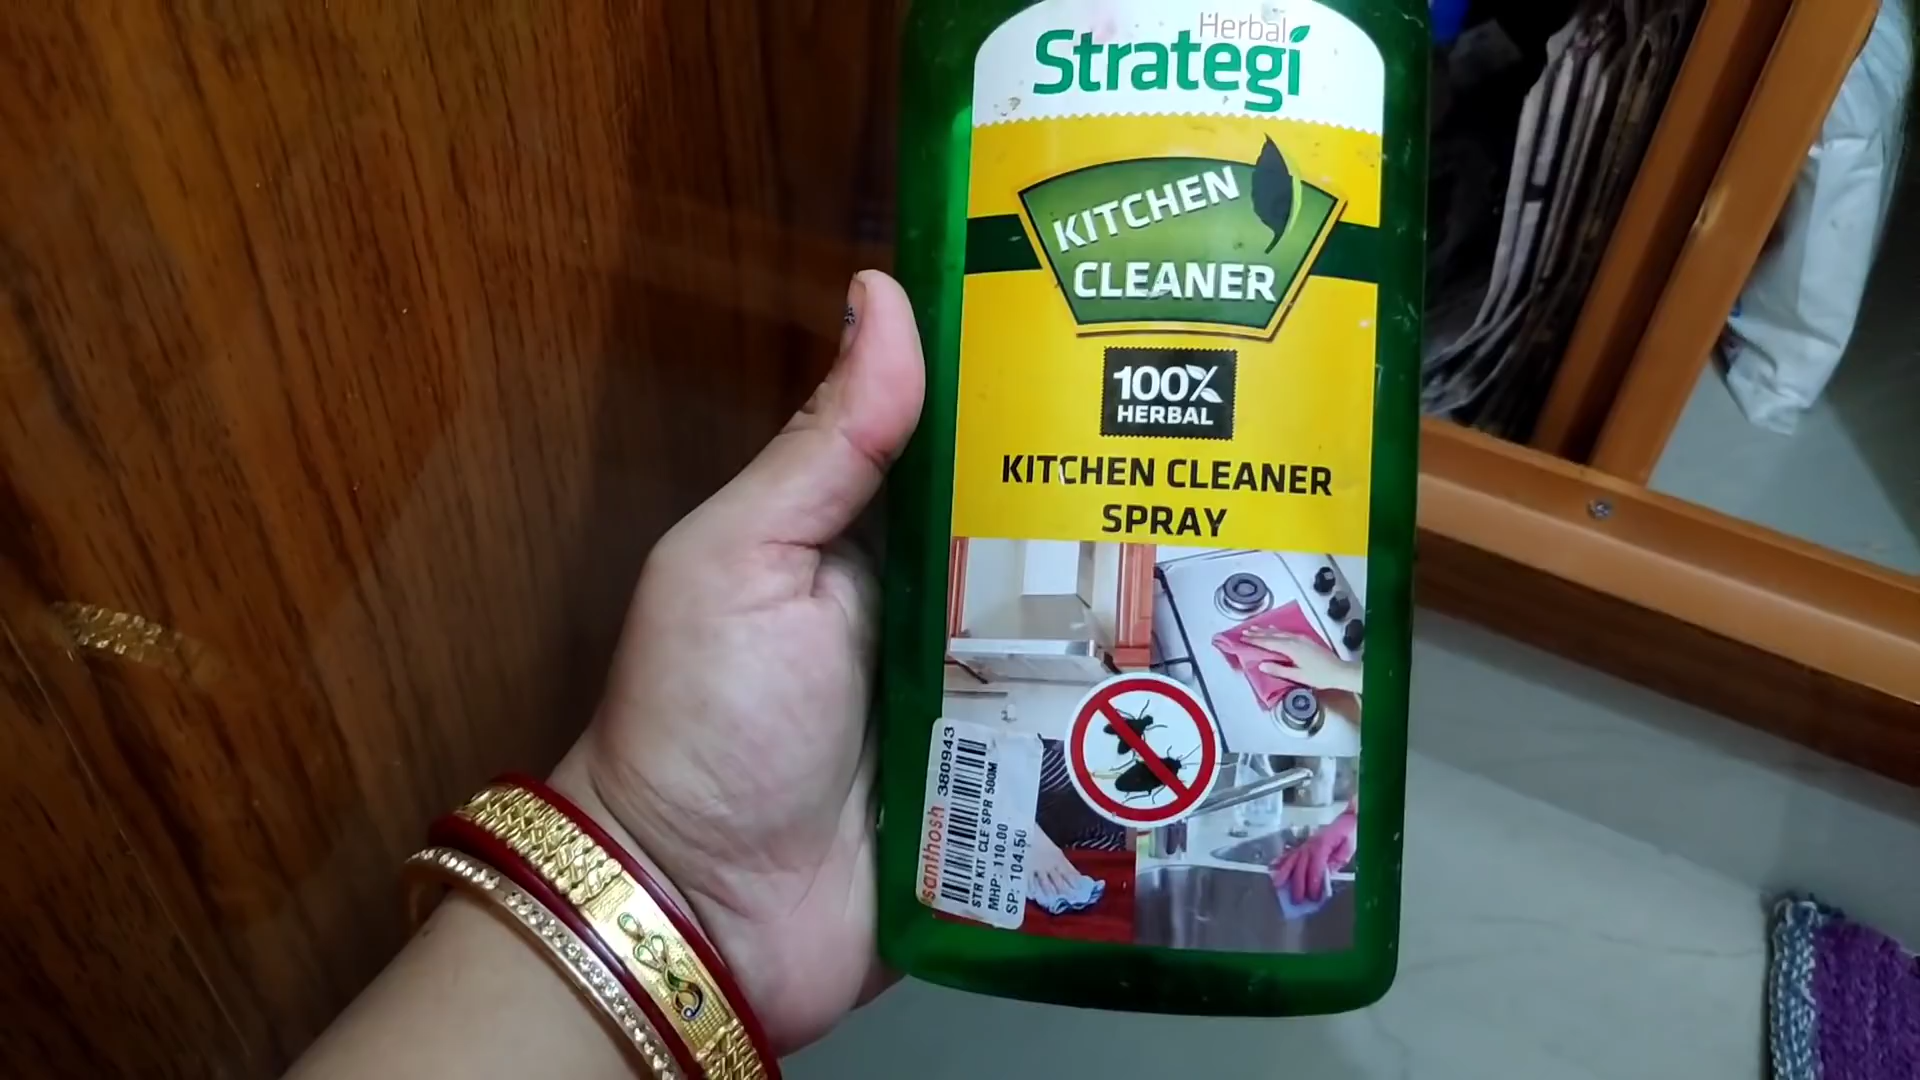 Herbal
Strategi
KITCHEN
CLEANER
100%
HERBAL
KITCHEN CLEANER
SPRAY
santhosh 380943
STR KIT CLE SPR 500M
MRP: 110.00
SP: 104.50